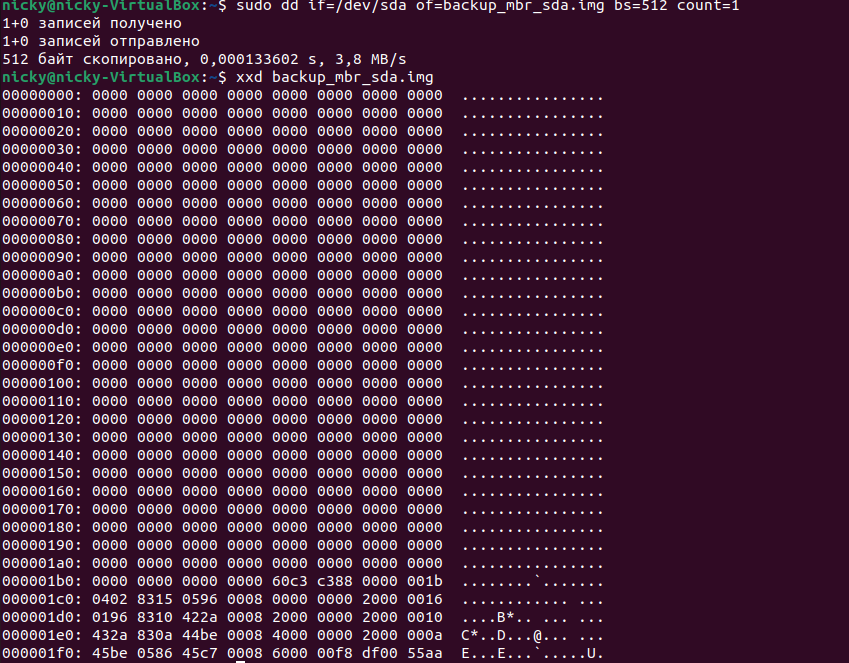 nicky@nicky-VirtualBox:~$ sudo dd if=/dev/sda of=backup_mbr_sda.img bs=512 count=1
1+0 записей получено
1+0 записей отправлено
512 байт скопировано, 0,000133602 s, 3,8 MB/s
nicky@nicky-VirtualBox:~$ xxd backup_mbr_sda.img
00000000: 0000 0000 0000 0000 0000 0000 0000 0000  ................
00000010: 0000 0000 0000 0000 0000 0000 0000 0000  ................
00000020: 0000 0000 0000 0000 0000 0000 0000 0000  ................
00000030: 0000 0000 0000 0000 0000 0000 0000 0000  ................
00000040: 0000 0000 0000 0000 0000 0000 0000 0000  ................
00000050: 0000 0000 0000 0000 0000 0000 0000 0000  ................
00000060: 0000 0000 0000 0000 0000 0000 0000 0000  ................
00000070: 0000 0000 0000 0000 0000 0000 0000 0000  ................
00000080: 0000 0000 0000 0000 0000 0000 0000 0000  ................
00000090: 0000 0000 0000 0000 0000 0000 0000 0000  ................
000000a0: 0000 0000 0000 0000 0000 0000 0000 0000  ................
000000b0: 0000 0000 0000 0000 0000 0000 0000 0000  ................
000000c0: 0000 0000 0000 0000 0000 0000 0000 0000  ................
000000d0: 0000 0000 0000 0000 0000 0000 0000 0000  ................
000000e0: 0000 0000 0000 0000 0000 0000 0000 0000  ................
000000f0: 0000 0000 0000 0000 0000 0000 0000 0000  ................
00000100: 0000 0000 0000 0000 0000 0000 0000 0000  ................
00000110: 0000 0000 0000 0000 0000 0000 0000 0000  ................
00000120: 0000 0000 0000 0000 0000 0000 0000 0000  ................
00000130: 0000 0000 0000 0000 0000 0000 0000 0000  ................
00000140: 0000 0000 0000 0000 0000 0000 0000 0000  ................
00000150: 0000 0000 0000 0000 0000 0000 0000 0000  ................
00000160: 0000 0000 0000 0000 0000 0000 0000 0000  ................
00000170: 0000 0000 0000 0000 0000 0000 0000 0000  ................
00000180: 0000 0000 0000 0000 0000 0000 0000 0000  ................
00000190: 0000 0000 0000 0000 0000 0000 0000 0000  ................
000001a0: 0000 0000 0000 0000 0000 0000 0000 0000  ................
000001b0: 0000 0000 0000 0000 60c3 c388 0000 001b  ........`.......
000001c0: 0402 8315 0596 0008 0000 0000 2000 0016  ............ ...
000001d0: 0196 8310 422a 0008 2000 0000 2000 0010  ....B*.. ... ...
000001e0: 432a 830a 44be 0008 4000 0000 2000 000a  C*..D...@... ...
000001f0: 45be 0586 45c7 0008 6000 00f8 df00 55aa  E...E...`.....U.